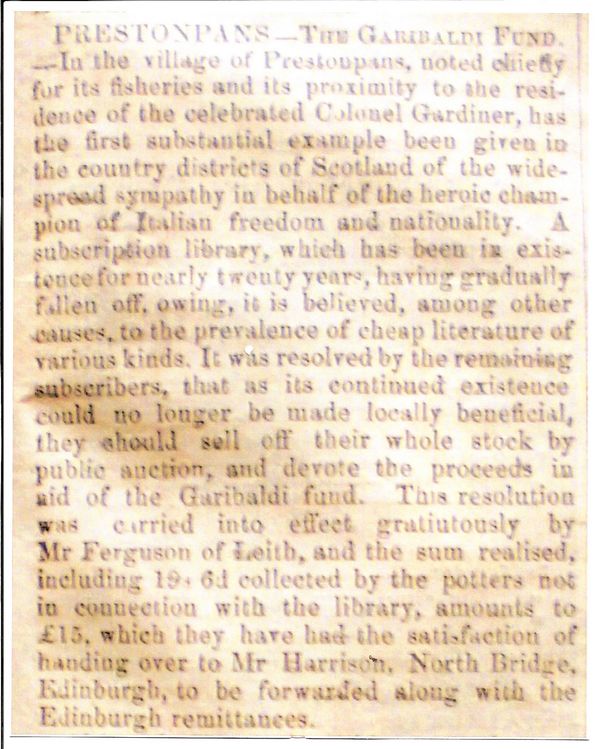 PRESTONPANS—THE GARIBALDI FUND.
—In the village of Prestonpans, noted chiefly
for its fisheries and its proximity to the resi-
dence of the celebrated Colonel Gardiner, has
the first substantial example been given in
the country districts of Scotland of the wide-
spread sympathy in behalf of the heroic cham-
pion of Italian freedom and nationality. A
subscription library, which has been in exis-
tence for nearly twenty years, having gradually
fallen off, owing, it is believed, among other
causes, to the prevalence of cheap literature of
various kinds. It was resolved by the remaining
subscribers, that as its continued existence
could no longer be made locally beneficial,
they should sell off their whole stock by
public auction, and devote the proceeds in
aid of the Garibaldi fund. This resolution
was carried into effect gratiutously by
Mr Ferguson of Leith, and the sum realised,
including 19s 6d collected by the potters not
in connection with the library, amounts to
£15, which they have had the satisfaction of
handing over to Mr Harrison, North Bridge,
Edinburgh, to be forwarded along with the
Edinburgh remittances.